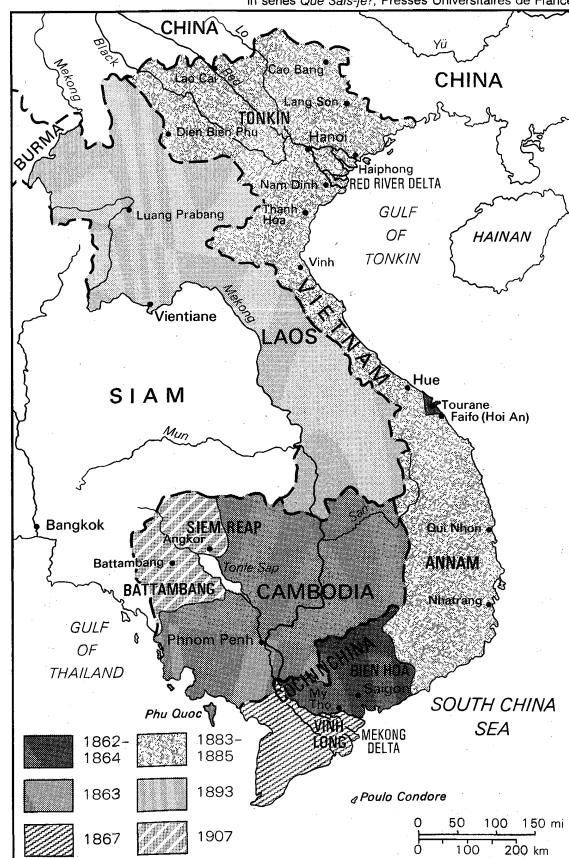 in series Que Sais-je?, Presses Universitaires de France
CHINA
Lo
Yü
Black
Red
Mekong
Lao Cai
Cao Bang
CHINA
TONKIN
Lang Son
BURMA
Dien Bien Phu
Hanoi
Haiphong
Nam Dinh
RED RIVER DELTA
Luang Prabang
Thanh
Hoa
GULF
OF
TONKIN
HAINAN
Vinh
Vientiane
Mekong
VIETNAM
LAOS
SIAM
Hue
Tourane
Faifo (Hoi An)
Mun
San
Bangkok
SIEM REAP
Angkor
Qui Nhon
Battambang
Tonle Sap
ANNAM
BATTAMBANG
CAMBODIA
Nhatrang
GULF
OF
THAILAND
Phnom Penh
COCHINCHINA
BIEN HOA
My
Tho
Saigon
SOUTH CHINA
SEA
Phu Quoc
VINH
LONG
MEKONG
DELTA
1862–
1864
1883–
1885
1863
1893
Poulo Condore
1867
1907
0 50 100 150 mi
0 100 200 km